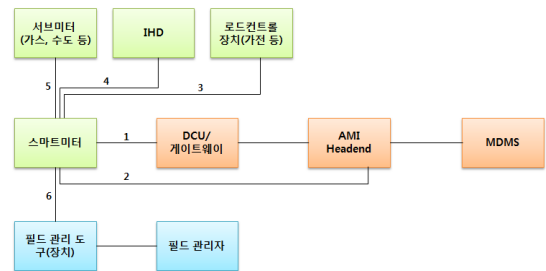 서브미터
(가스, 수도 등)
IHD
로드컨트롤
장치(가전 등)
5
4
3
스마트미터
1
DCU/
게이트웨이
AMI
Headend
MDMS
2
6
필드 관리 도
구(장치)
필드 관리자